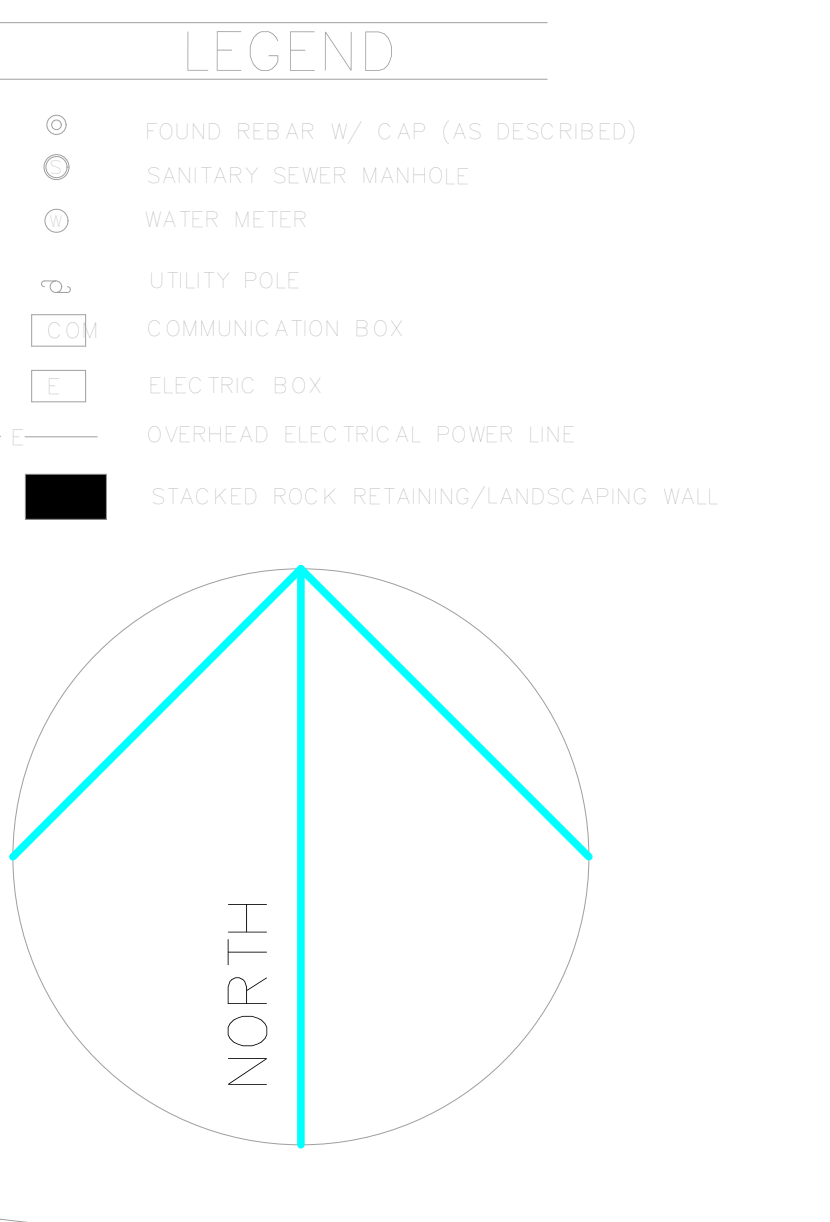 LEGEND
FOUND REBAR W/ CAP (AS DESCRIBED)
S SANITARY SEWER MANHOLE
W WATER METER
UTILITY POLE
COM COMMUNICATION BOX
E ELECTRIC BOX
E OVERHEAD ELECTRICAL POWER LINE
STACKED ROCK RETAINING/LANDSCAPING WALL
NORTH